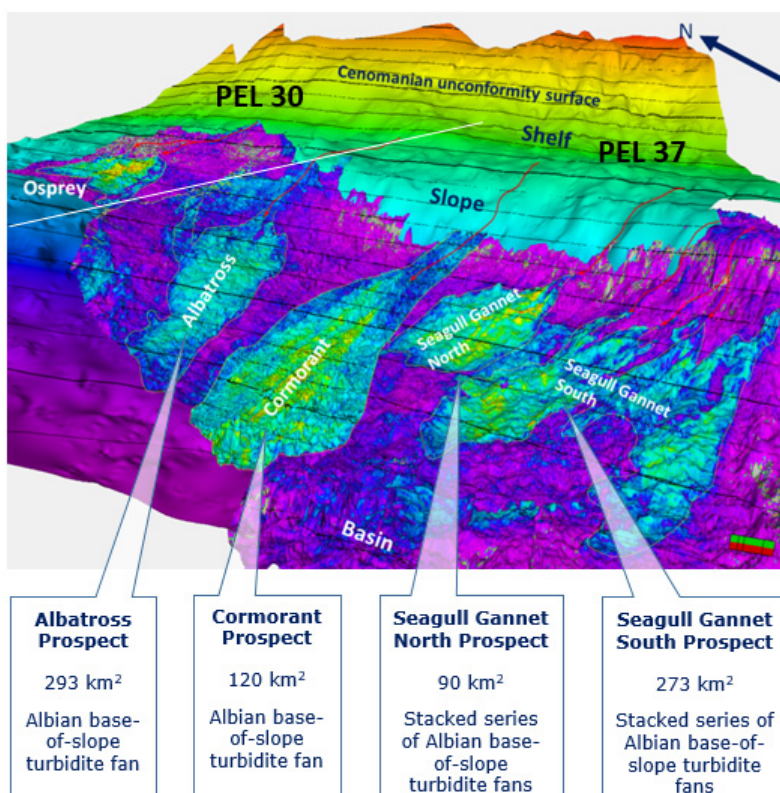 N
Cenomanian unconformity surface
PEL 30
Shelf
PEL 37
Osprey
Slope
Albatross
Cormorant
Seagull Gannet
North
Seagull Gannet
South
Basin
Albatross
Prospect
293 km²
Albian base-
of-slope
turbidite fan
Cormorant
Prospect
120 km²
Albian base-
of-slope
turbidite fan
Seagull Gannet
North Prospect
90 km²
Stacked series
of Albian base-
of-slope
turbidite fans
Seagull Gannet
South Prospect
273 km²
Stacked series of
Albian base-of-
slope turbidite
fans